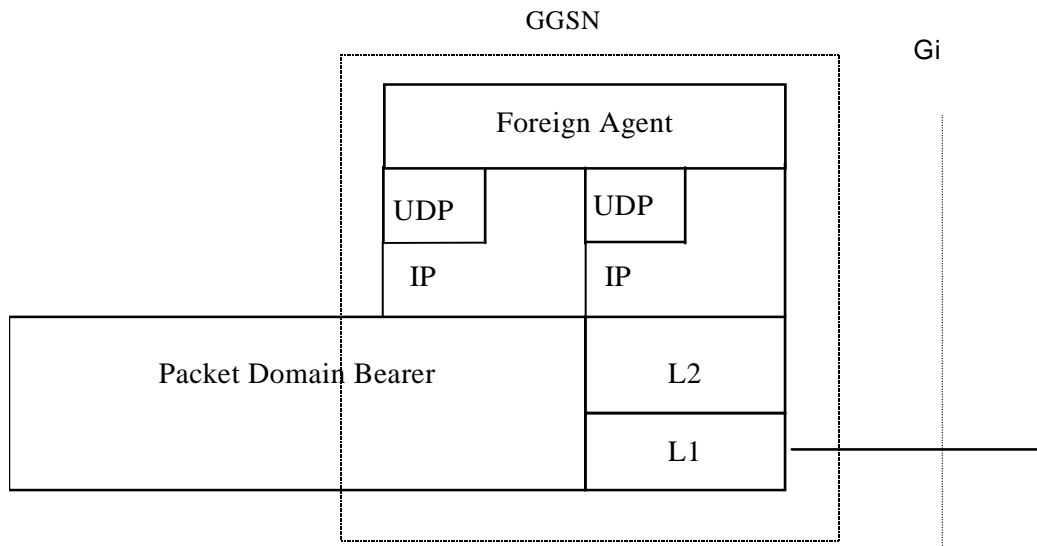 GGSN
Gi
Foreign Agent
UDP
UDP
IP
IP
Packet Domain Bearer
L2
L1